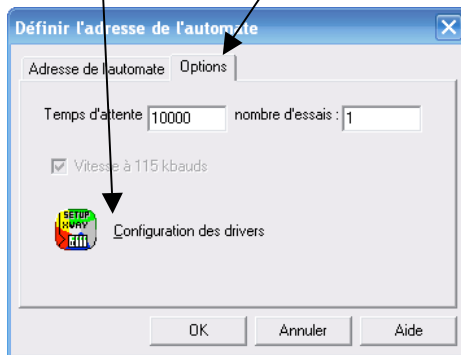 Définir l'adresse de l'automate
Adresse de l'automate Options
Temps d'attente 10000 nombre d'essais : 1
Vitesse à 115 kbauds
SETUP
XWAY
Configuration des drivers
OK Annuler Aide